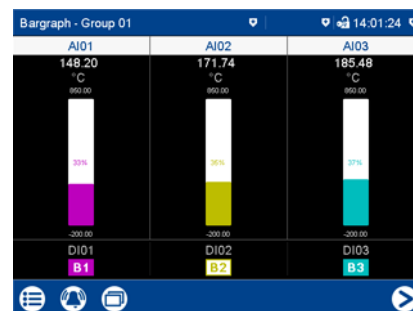 Bargraph - Group 01 14:01:24
AI01 AI02 AI03
148.20 171.74 185.48
°C °C °C
850.00 850.00 850.00
33% 35% 37%
-200.00 -200.00 -200.00
DI01 DI02 DI03
B1 B2 B3